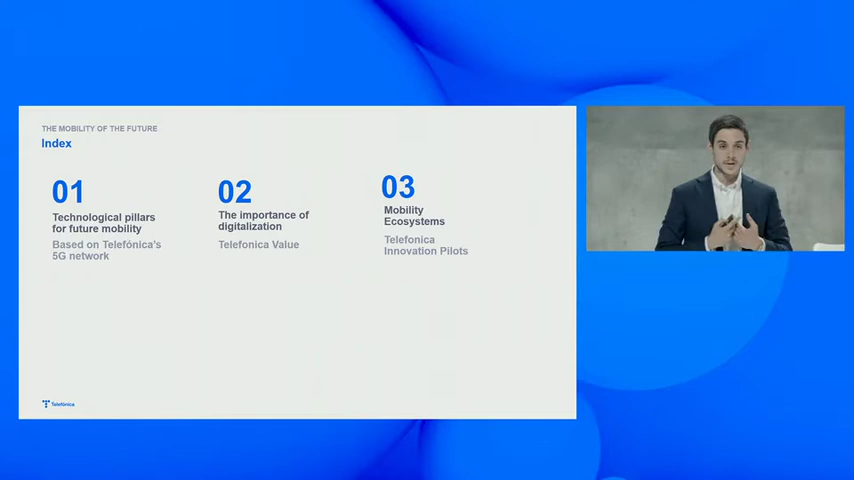 THE MOBILITY OF THE FUTURE
Index
01
Technological pillars
for future mobility
Based on Telefónica's
5G network
02
The importance of
digitalization
Telefonica Value
03
Mobility
Ecosystems
Telefonica
Innovation Pilots
Telefónica